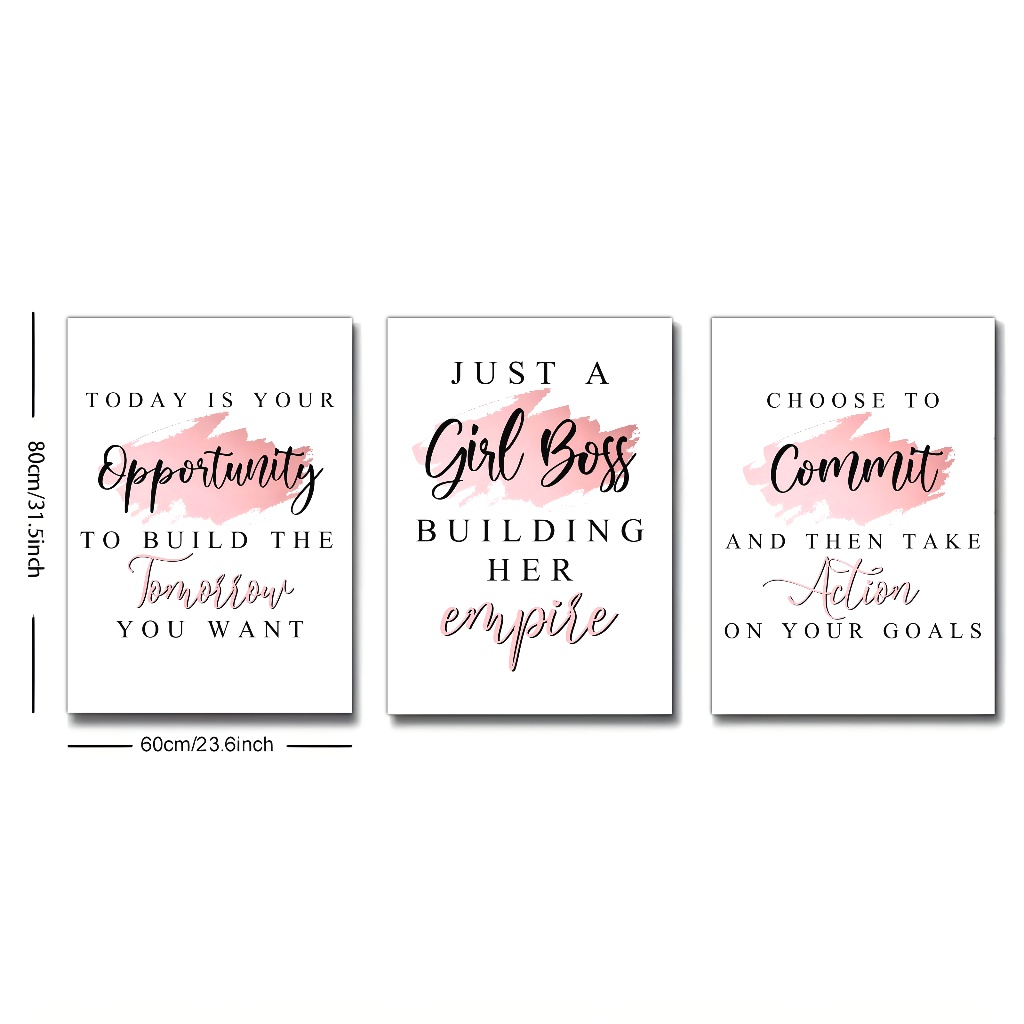 TODAY IS YOUR
Opportunity
TO BUILD THE
Tomorrow
YOU WANT
JUST A
Girl Boss
BUILDING
HER
empire
CHOOSE TO
Commit
AND THEN TAKE
Action
ON YOUR GOALS
80cm/31.5inch
60cm/23.6inch